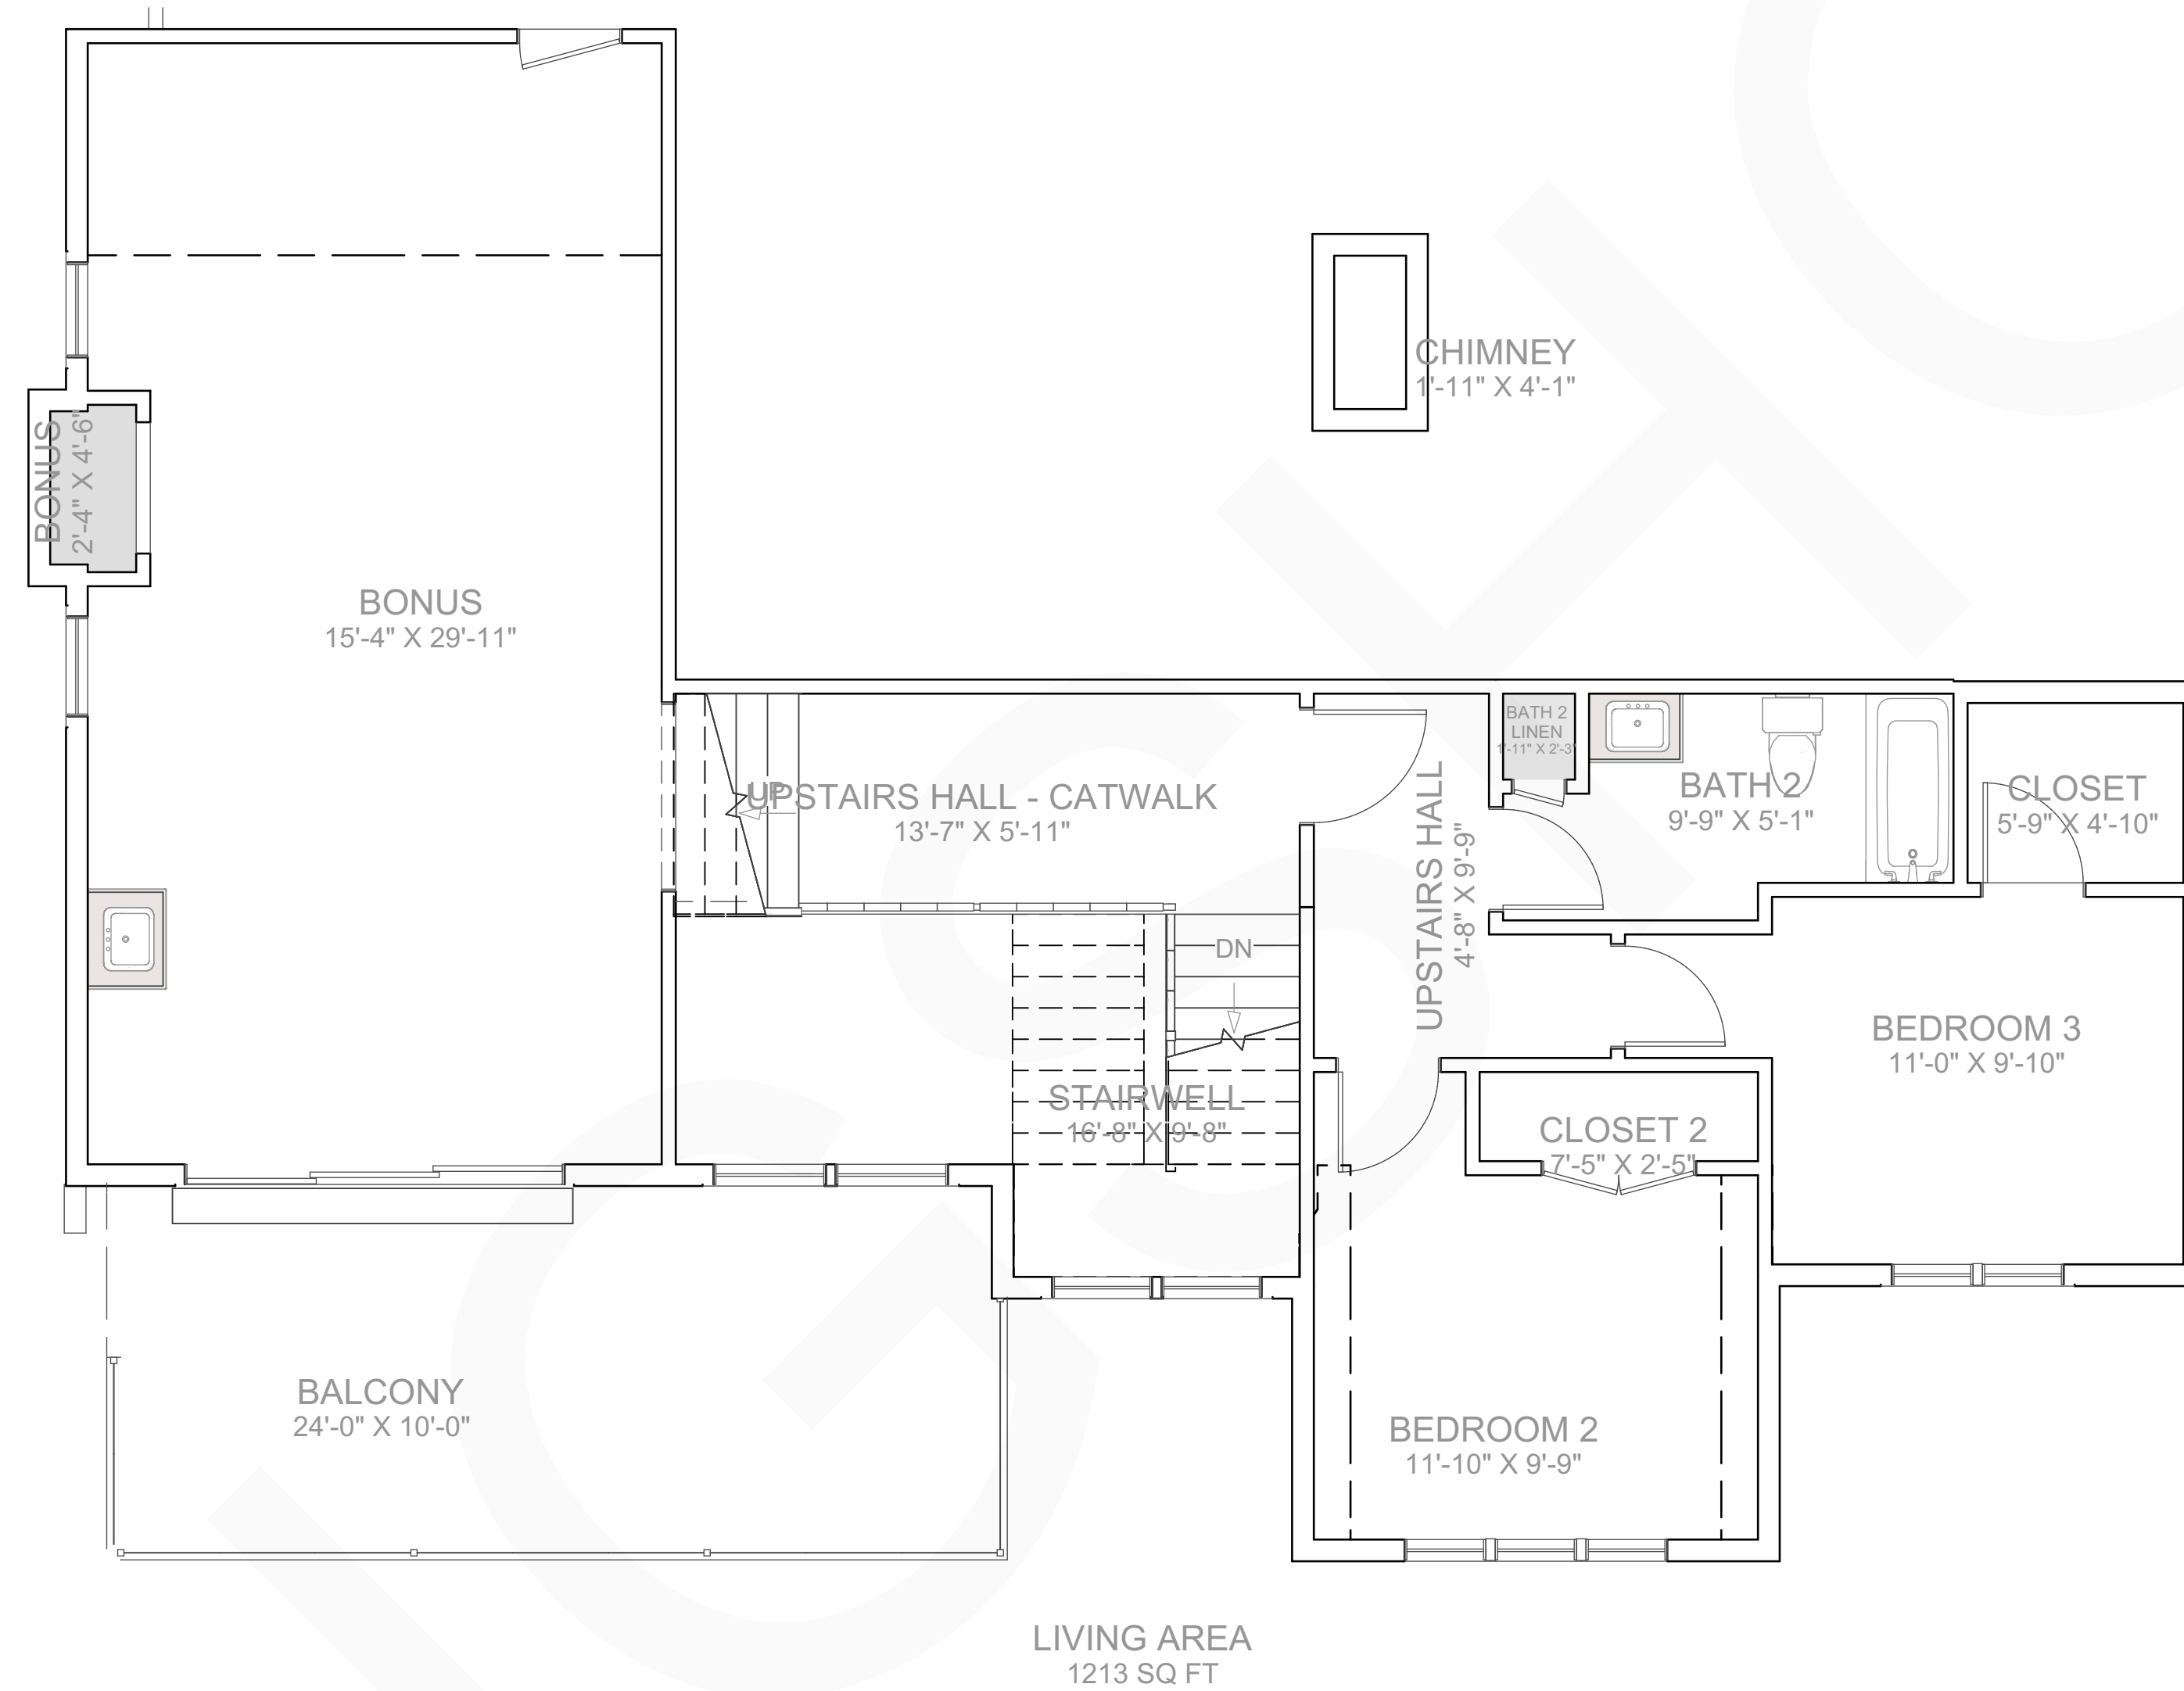 CHIMNEY
1'-11" X 4'-1"
BONUS
2'-4" X 4'-6"
BONUS
15'-4" X 29'-11"
BATH 2
LINEN
1'-11" X 2'-3"
UP
UPSTAIRS HALL - CATWALK
13'-7" X 5'-11"
UPSTAIRS HALL
4'-8" X 9'-9"
BATH 2
9'-9" X 5'-1"
CLOSET
5'-9" X 4'-10"
DN
BEDROOM 3
11'-0" X 9'-10"
STAIRWELL
16'-8" X 9'-8"
CLOSET 2
7'-5" X 2'-5"
BALCONY
24'-0" X 10'-0"
BEDROOM 2
11'-10" X 9'-9"
LIVING AREA
1213 SQ FT